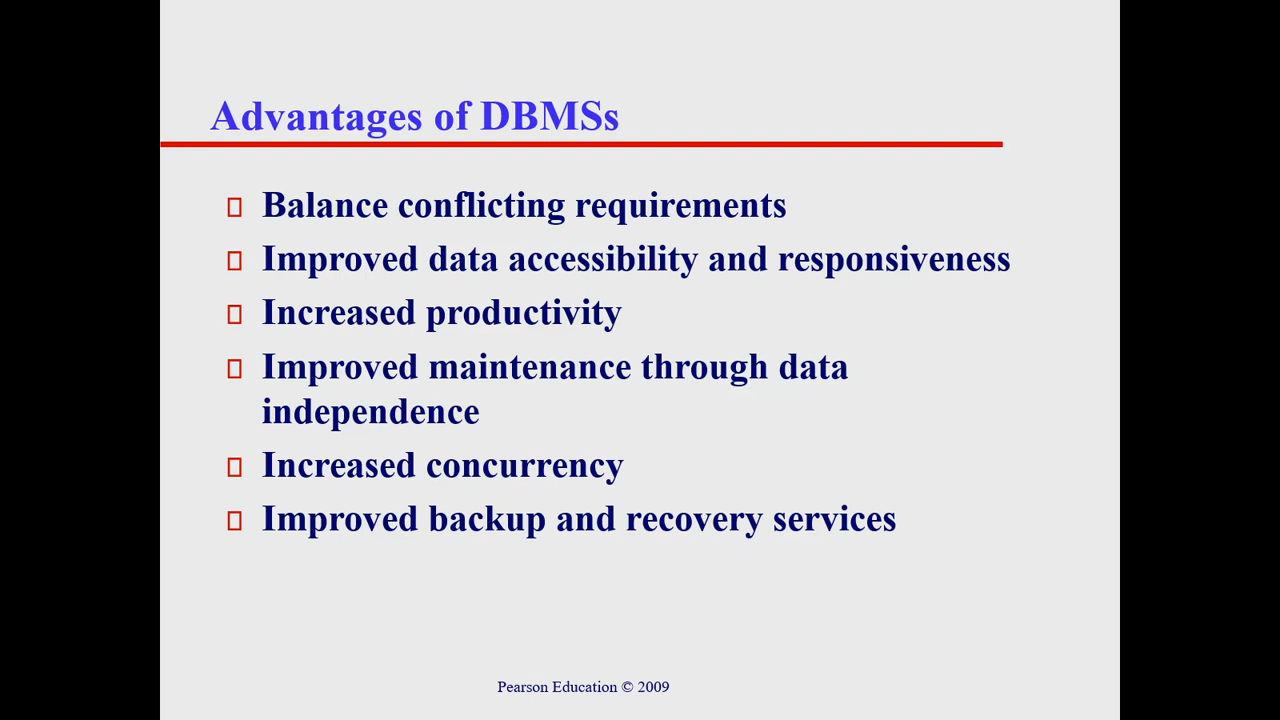 Advantages of DBMSs
Balance conflicting requirements
Improved data accessibility and responsiveness
Increased productivity
Improved maintenance through data
independence
Increased concurrency
Improved backup and recovery services
Pearson Education © 2009